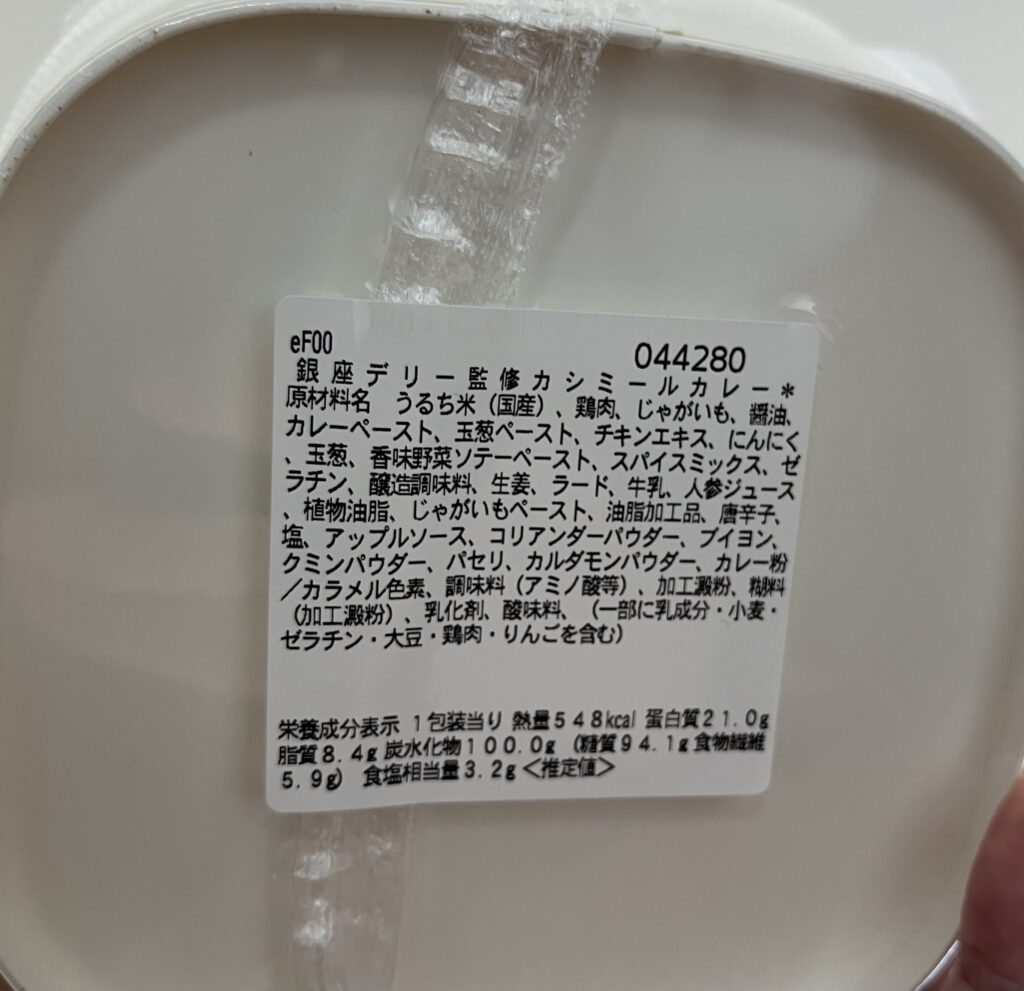 eF00 044280
銀座デリー監修カシミールカレー*
原材料名 うるち米（国産）、鶏肉、じゃがいも、醤油、
カレーペースト、玉葱ペースト、チキンエキス、にんにく
、玉葱、香味野菜ソテーペースト、スパイスミックス、ゼ
ラチン、醸造調味料、生姜、ラード、牛乳、人参ジュース
、植物油脂、じゃがいもペースト、油脂加工品、唐辛子、
塩、アップルソース、コリアンダーパウダー、ブイヨン、
クミンパウダー、パセリ、カルダモンパウダー、カレー粉
／カラメル色素、調味料（アミノ酸等）、加工澱粉、糊料
（加工澱粉）、乳化剤、酸味料、（一部に乳成分・小麦・
ゼラチン・大豆・鶏肉・りんごを含む）
栄養成分表示 1包装当り 熱量548kcal 蛋白質21.0g
脂質8.4g 炭水化物100.0g （糖質94.1g 食物繊維
5.9g） 食塩相当量3.2g＜推定値＞